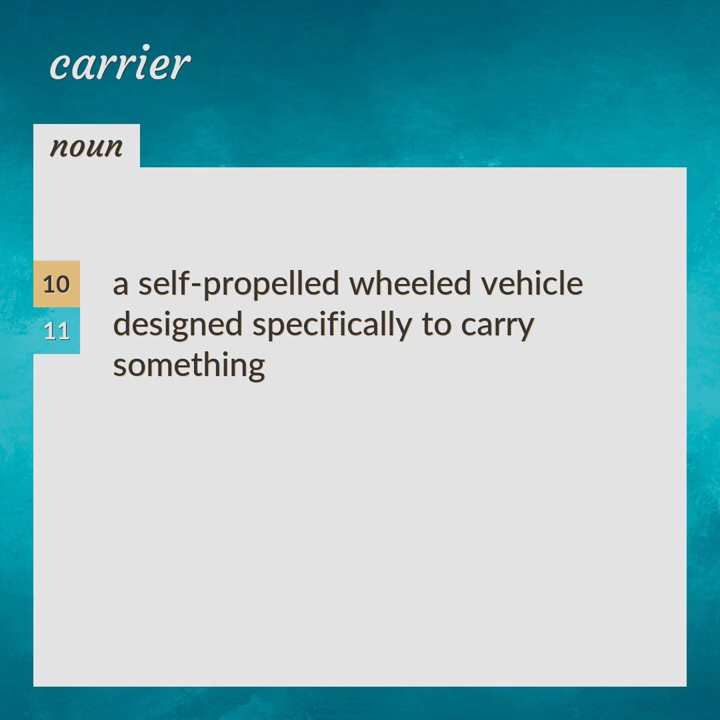 carrier
noun
10
11
a self-propelled wheeled vehicle
designed specifically to carry
something